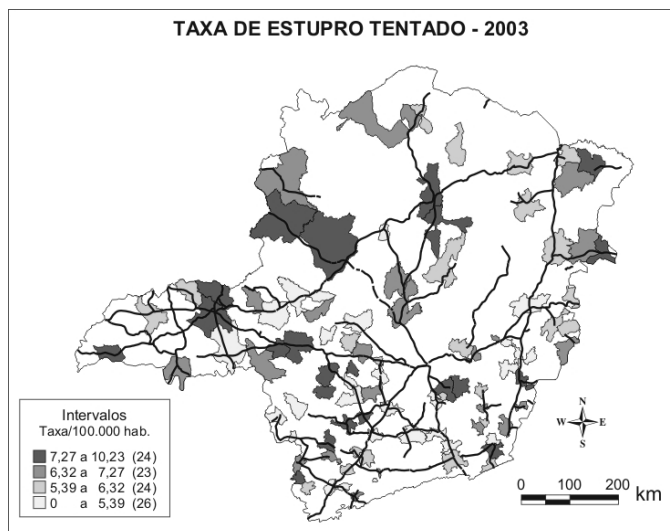 TAXA DE ESTUPRO TENTADO - 2003
Intervalos
Taxa/100.000 hab.
7,27 a 10,23 (24)
6,32 a 7,27 (23)
5,39 a 6,32 (24)
0 a 5,39 (26)
N
W E
S
0 100 200
km